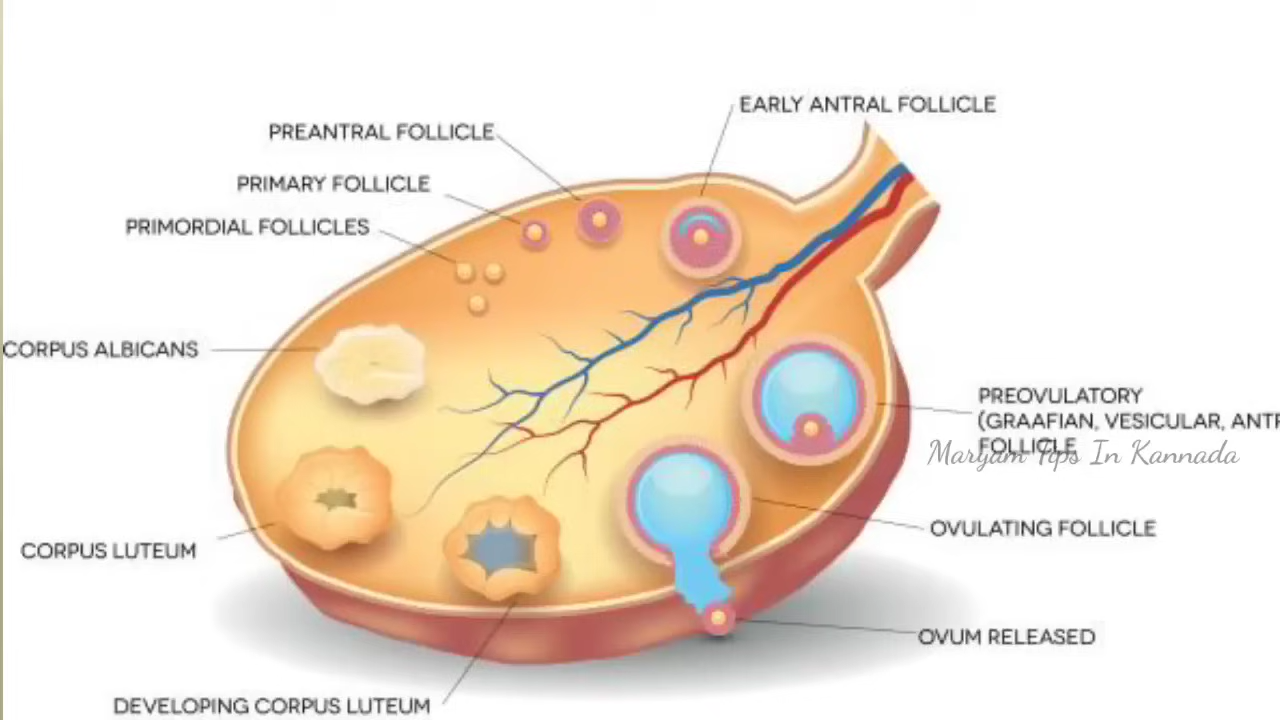 EARLY ANTRAL FOLLICLE
PREANTRAL FOLLICLE
PRIMARY FOLLICLE
PRIMORDIAL FOLLICLES
CORPUS ALBICANS
PREOVULATORY
(GRAAFIAN, VESICULAR, ANTR
FOLLICLE
Maryam Tips In Kannada
OVULATING FOLLICLE
CORPUS LUTEUM
OVUM RELEASED
DEVELOPING CORPUS LUTEUM